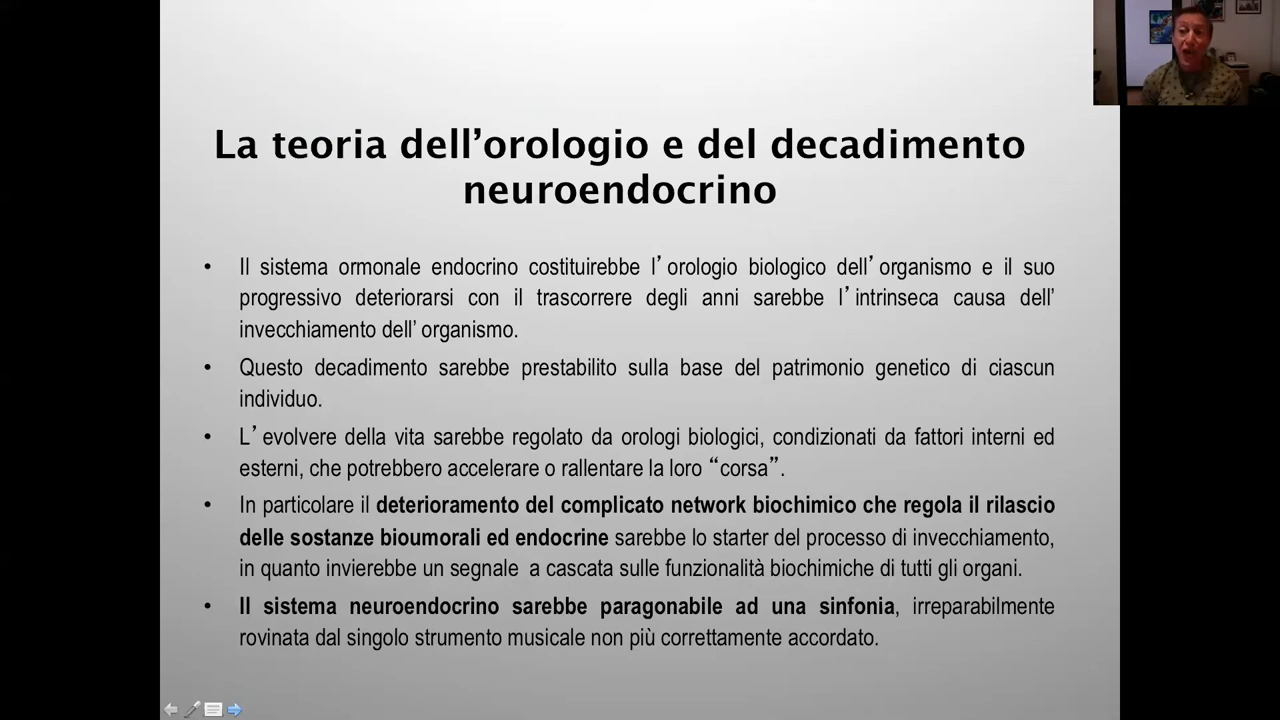 La teoria dell’orologio e del decadimento
neuroendocrino
• Il sistema ormonale endocrino costituirebbe l’orologio biologico dell’organismo e il suo
progressivo deteriorarsi con il trascorrere degli anni sarebbe l’intrinseca causa dell’
invecchiamento dell’ organismo.
• Questo decadimento sarebbe prestabilito sulla base del patrimonio genetico di ciascun
individuo.
• L’evolvere della vita sarebbe regolato da orologi biologici, condizionati da fattori interni ed
esterni, che potrebbero accelerare o rallentare la loro “corsa”.
• In particolare il deterioramento del complicato network biochimico che regola il rilascio
delle sostanze bioumorali ed endocrine sarebbe lo starter del processo di invecchiamento,
in quanto invierebbe un segnale a cascata sulle funzionalità biochimiche di tutti gli organi.
• Il sistema neuroendocrino sarebbe paragonabile ad una sinfonia, irreparabilmente
rovinata dal singolo strumento musicale non più correttamente accordato.